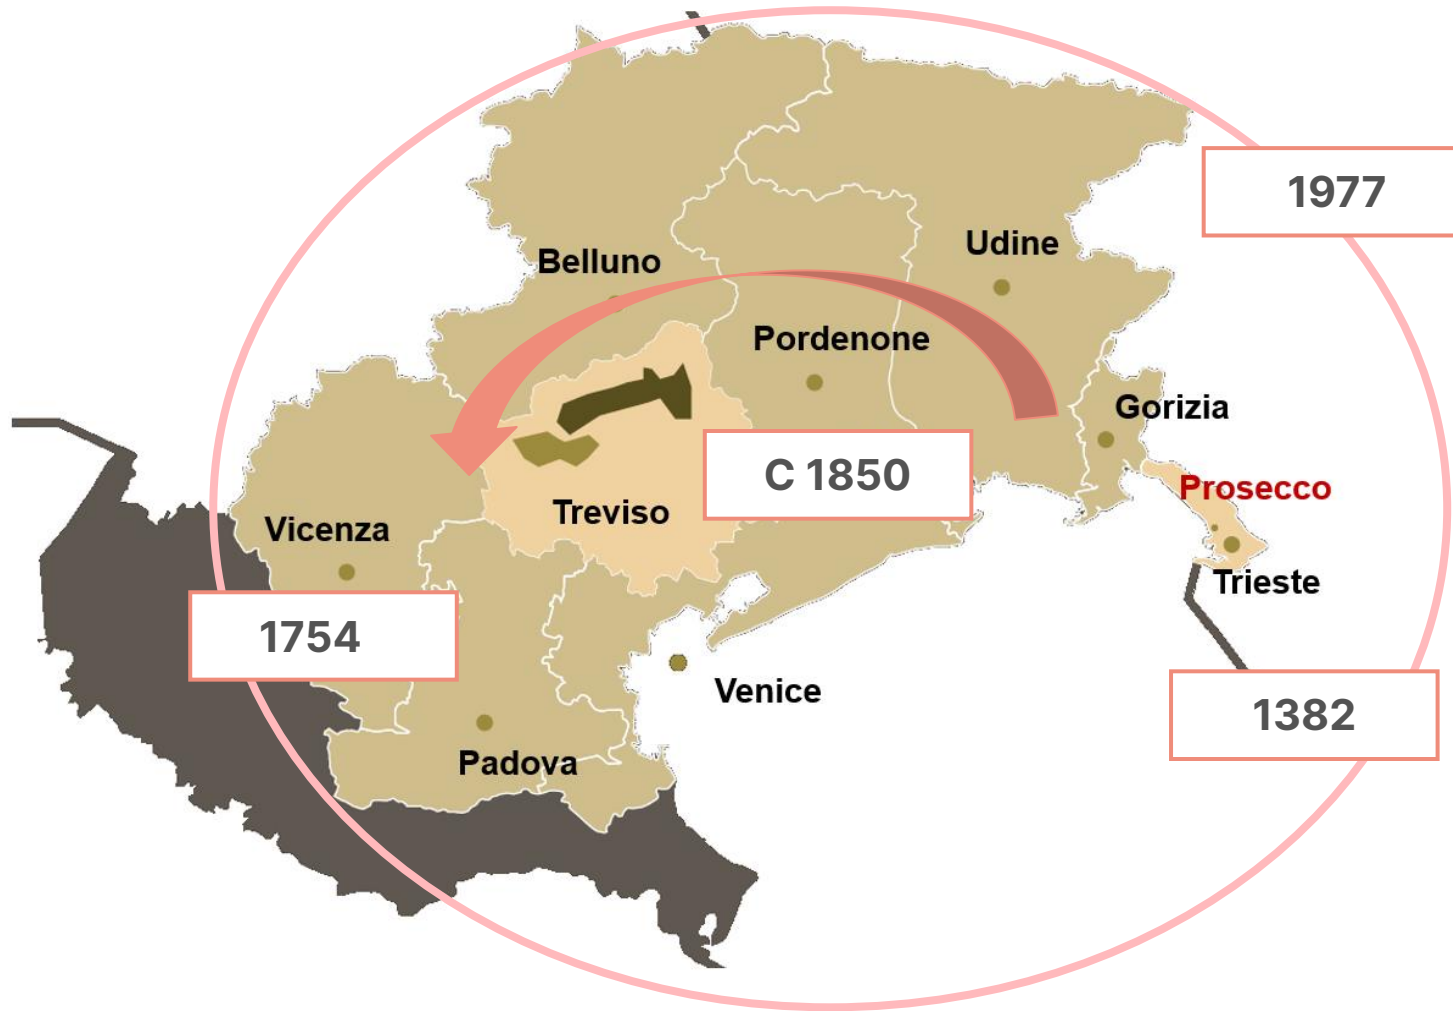 1977
Udine
Belluno
Pordenone
Gorizia
C 1850
Prosecco
Treviso
Vicenza
Trieste
1754
Venice
1382
Padova